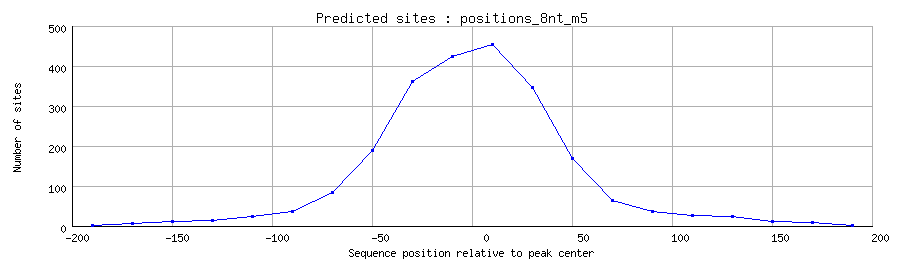 Predicted sites : positions_8nt_m5
500
400
300
200
100
0
Number of sites
-200 -150 -100 -50 0 50 100 150 200
Sequence position relative to peak center